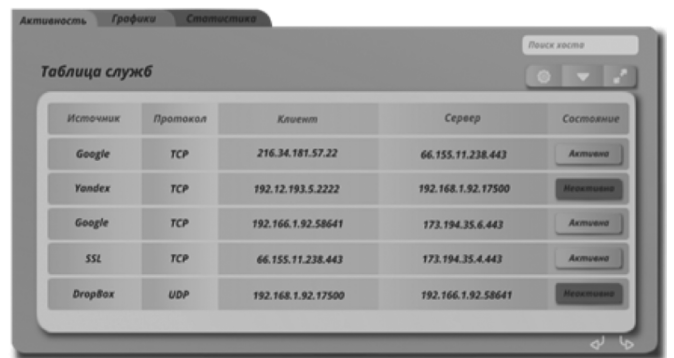 Активность Графики Статистика
Поиск хоста
Таблица служб
Источник Протокол Клиент Сервер Состояние
Google TCP 216.34.181.57.22 66.155.11.238.443 Активна
Yandex TCP 192.12.193.5.2222 192.168.1.92.17500 Неактивна
Google TCP 192.166.1.92.58641 173.194.35.6.443 Активна
SSL TCP 66.155.11.238.443 173.194.35.4.443 Активна
DropBox UDP 192.168.1.92.17500 192.166.1.92.58641 Неактивна